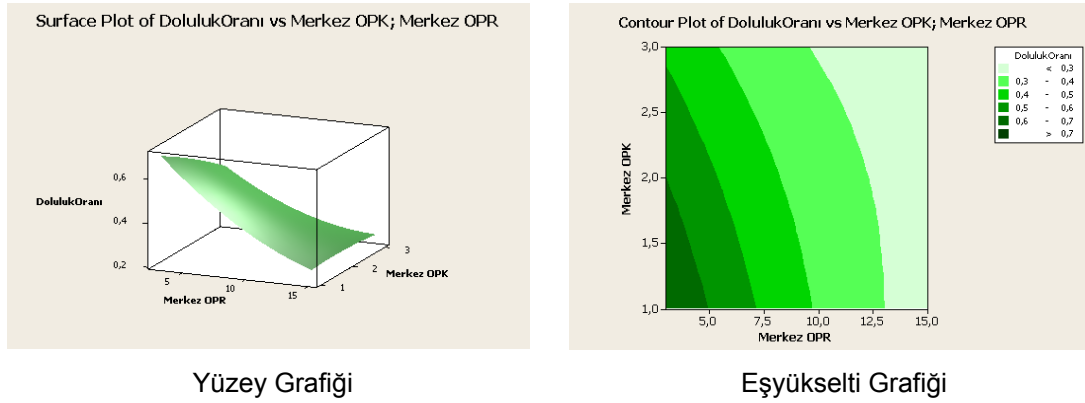 Surface Plot of DolulukOranı vs Merkez OPK; Merkez OPR
0,6
DolulukOranı
0,4
0,2
5
10
15
Merkez OPR
1
2
3
Merkez OPK
Yüzey Grafiği
Contour Plot of DolulukOranı vs Merkez OPK; Merkez OPR
3,0
2,5
2,0
1,5
1,0
Merkez OPK
5,0 7,5 10,0 12,5 15,0
Merkez OPR
DolulukOranı
< 0,3
0,3 - 0,4
0,4 - 0,5
0,5 - 0,6
0,6 - 0,7
> 0,7
Eşyükselti Grafiği